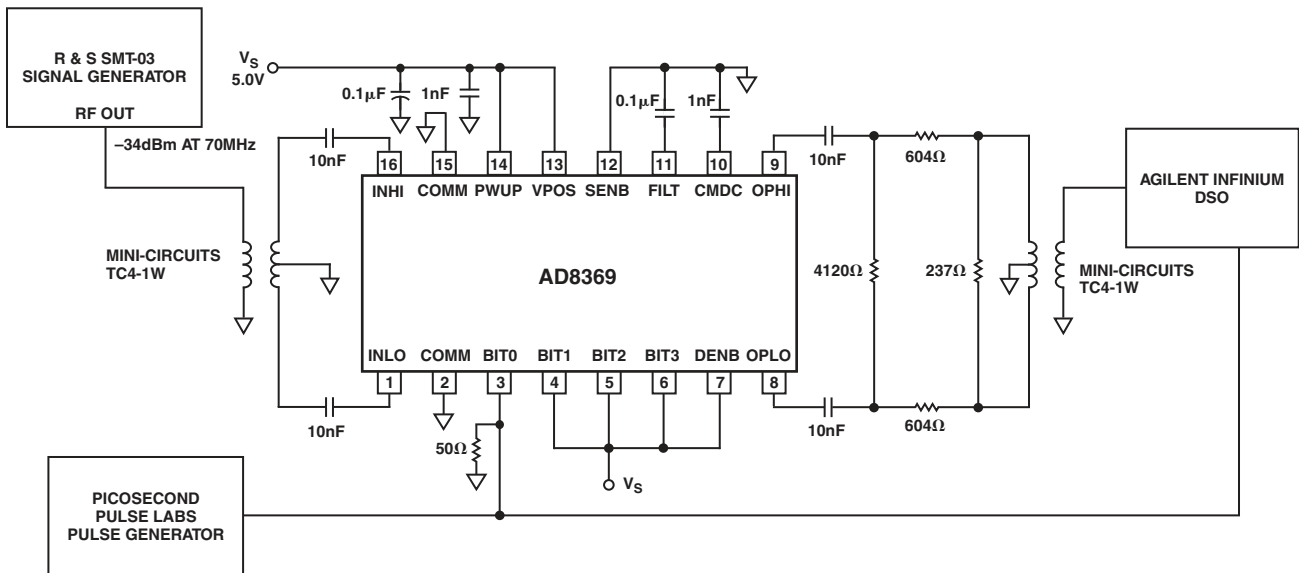 R & S SMT-03
SIGNAL GENERATOR
RF OUT
–34dBm AT 70MHz
VS
5.0V
0.1µF
1nF
0.1µF
1nF
10nF
10nF
604Ω
16
15
14
13
12
11
10
9
INHI
COMM
PWUP
VPOS
SENB
FILT
CMDC
OPHI
AGILENT INFINIUM
DSO
MINI-CIRCUITS
TC4-1W
AD8369
4120Ω
237Ω
MINI-CIRCUITS
TC4-1W
INLO
COMM
BIT0
BIT1
BIT2
BIT3
DENB
OPLO
1
2
3
4
5
6
7
8
10nF
50Ω
10nF
604Ω
VS
PICOSECOND
PULSE LABS
PULSE GENERATOR